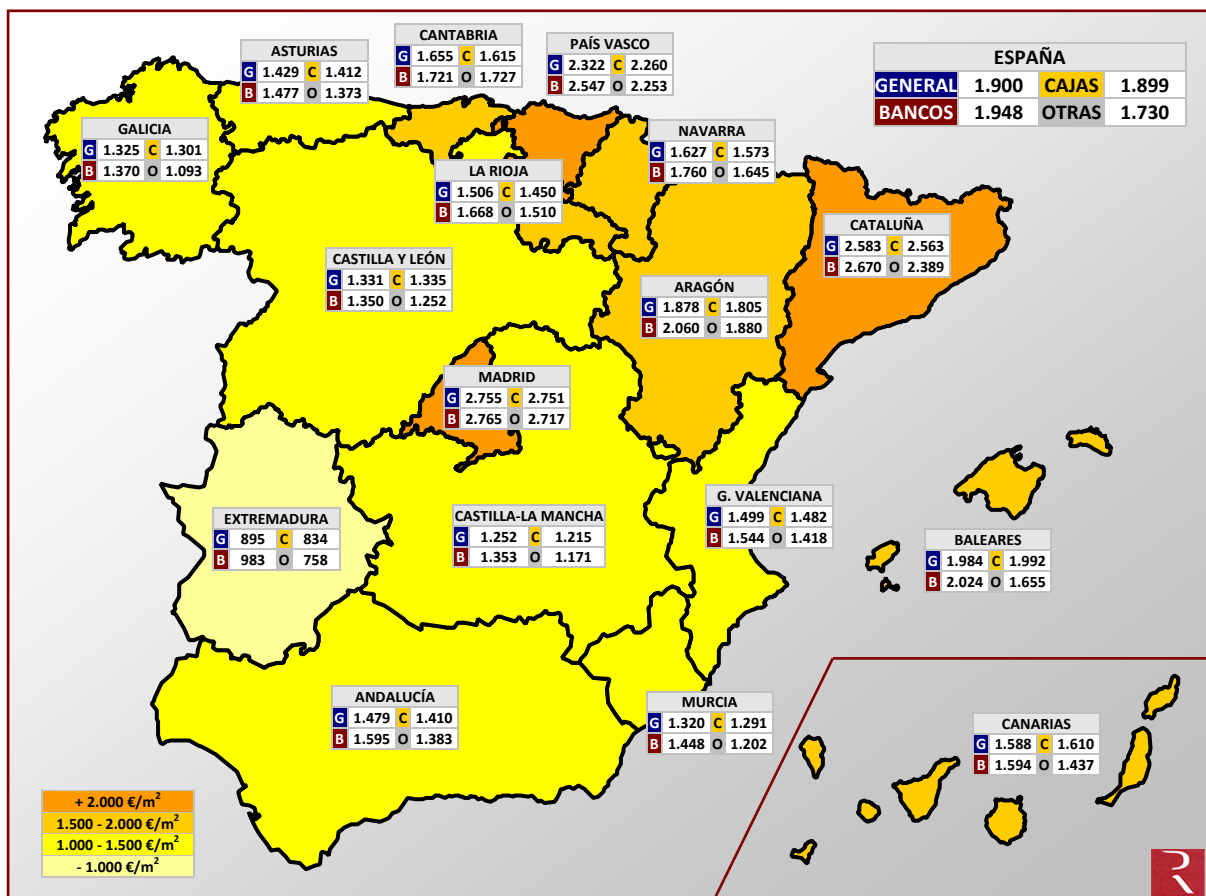 ASTURIAS
G 1.429 C 1.412
B 1.477 O 1.373
CANTABRIA
G 1.655 C 1.615
B 1.721 O 1.727
PAÍS VASCO
G 2.322 C 2.260
B 2.547 O 2.253
ESPAÑA
GENERAL 1.900 CAJAS 1.899
BANCOS 1.948 OTRAS 1.730
GALICIA
G 1.325 C 1.301
B 1.370 O 1.093
NAVARRA
G 1.627 C 1.573
B 1.760 O 1.645
LA RIOJA
G 1.506 C 1.450
B 1.668 O 1.510
CATALUÑA
G 2.583 C 2.563
B 2.670 O 2.389
CASTILLA Y LEÓN
G 1.331 C 1.335
B 1.350 O 1.252
ARAGÓN
G 1.878 C 1.805
B 2.060 O 1.880
MADRID
G 2.755 C 2.751
B 2.765 O 2.717
G. VALENCIANA
G 1.499 C 1.482
B 1.544 O 1.418
EXTREMADURA
G 895 C 834
B 983 O 758
CASTILLA-LA MANCHA
G 1.252 C 1.215
B 1.353 O 1.171
BALEARES
G 1.984 C 1.992
B 2.024 O 1.655
ANDALUCÍA
G 1.479 C 1.410
B 1.595 O 1.383
MURCIA
G 1.320 C 1.291
B 1.448 O 1.202
CANARIAS
G 1.588 C 1.610
B 1.594 O 1.437
+ 2.000 €/m²
1.500 - 2.000 €/m²
1.000 - 1.500 €/m²
- 1.000 €/m²
R